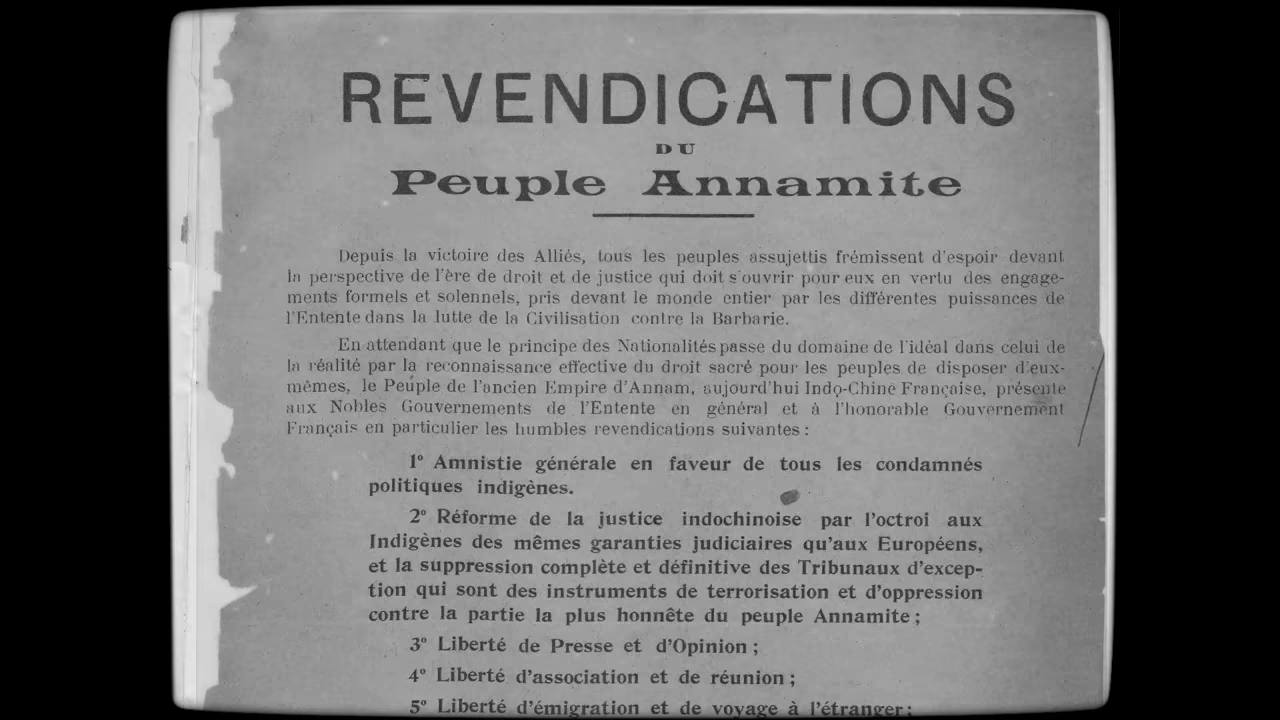 REVENDICATIONS
DU
Peuple Annamite
Depuis la victoire des Alliés, tous les peuples assujettis frémissent d'espoir devant
la perspective de l'ère de droit et de justice qui doit s'ouvrir pour eux en vertu des engage-
ments formels et solennels, pris devant le monde entier par les différentes puissances de
l'Entente dans la lutte de la Civilisation contre la Barbarie.
En attendant que le principe des Nationalités passe du domaine de l'idéal dans celui de
la réalité par la reconnaissance effective du droit sacré pour les peuples de disposer d'eux-
mêmes, le Peuple de l'ancien Empire d'Annam, aujourd'hui Indo-Chine Française, présente
aux Nobles Gouvernements de l'Entente en général et à l'honorable Gouvernement
Français en particulier les humbles revendications suivantes :
1º Amnistie générale en faveur de tous les condamnés
politiques indigènes.
2º Réforme de la justice indochinoise par l'octroi aux
Indigènes des mêmes garanties judiciaires qu'aux Européens,
et la suppression complète et définitive des Tribunaux d'excep-
tion qui sont des instruments de terrorisation et d'oppression
contre la partie la plus honnête du peuple Annamite ;
3º Liberté de Presse et d'Opinion ;
4º Liberté d'association et de réunion ;
5º Liberté d'émigration et de voyage à l'étranger ;